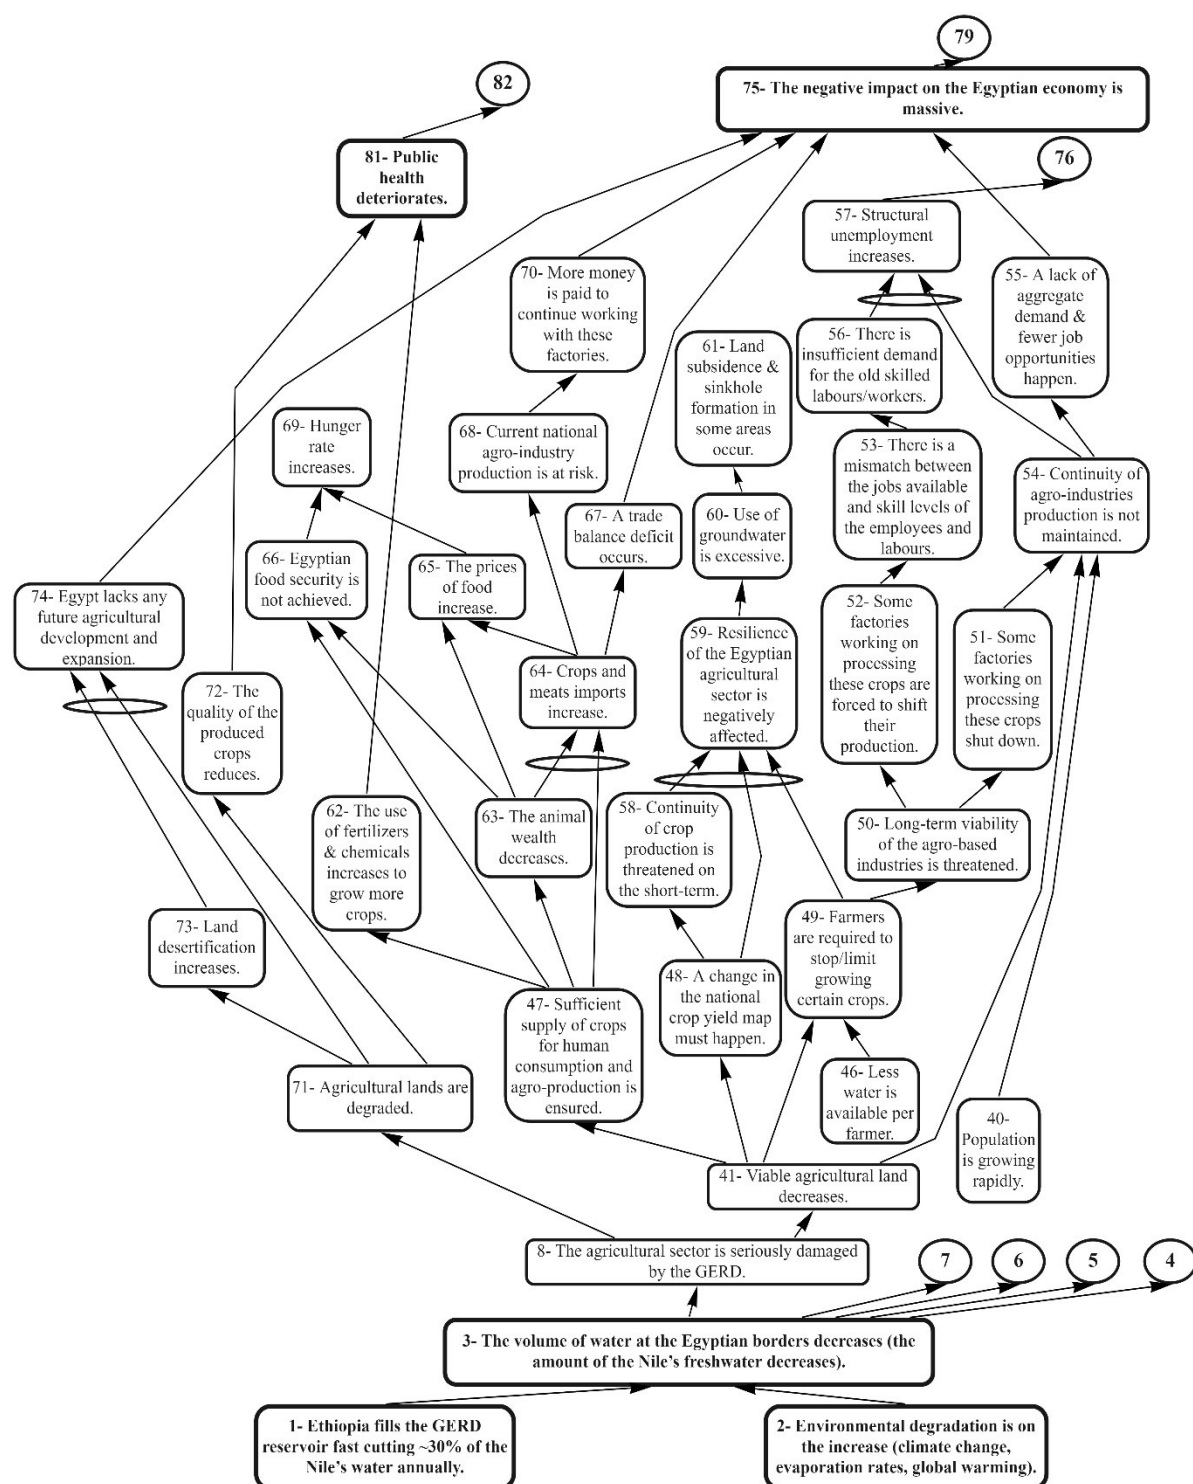 79
75- The negative impact on the Egyptian economy is
massive.
82
81- Public
health
deteriorates.
76
57- Structural
unemployment
increases.
70- More money
is paid to
continue working
with these
factories.
55- A lack of
aggregate
demand &
fewer job
opportunities
happen.
61- Land
subsidence &
sinkhole
formation in
some areas
occur.
56- There is
insufficient demand
for the old skilled
labours/workers.
69- Hunger
rate
increases.
68- Current national
agro-industry
production is at risk.
53- There is a
mismatch between
the jobs available
and skill levels of
the employees and
labours.
54- Continuity of
agro-industries
production is not
maintained.
67- A trade
balance deficit
occurs.
60- Use of
groundwater
is excessive.
66- Egyptian
food security is
not achieved.
65- The prices
of food
increase.
74- Egypt lacks any
future agricultural
development and
expansion.
52- Some
factories
working on
processing
these crops are
forced to shift
their
production.
51- Some
factories
working on
processing
these crops
shut down.
59- Resilience
of the Egyptian
agricultural
sector is
negatively
affected.
64- Crops and
meats imports
increase.
72- The
quality of the
produced
crops
reduces.
62- The use
of fertilizers
& chemicals
increases to
grow more
crops.
63- The animal
wealth
decreases.
58- Continuity
of crop
production is
threatened on
the short-term.
50- Long-term viability
of the agro-based
industries is threatened.
73- Land
desertification
increases.
49- Farmers
are required to
stop/limit
growing
certain crops.
48- A change in
the national
crop yield map
must happen.
47- Sufficient
supply of crops
for human
consumption and
agro-production is
ensured.
71- Agricultural lands are
degraded.
46- Less
water is
available per
farmer.
40-
Population
is growing
rapidly.
41- Viable agricultural land
decreases.
8- The agricultural sector is seriously damaged
by the GERD.
7
6
5
4
3- The volume of water at the Egyptian borders decreases (the
amount of the Nile's freshwater decreases).
1- Ethiopia fills the GERD
reservoir fast cutting ~30% of the
Nile's water annually.
2- Environmental degradation is on
the increase (climate change,
evaporation rates, global warming).